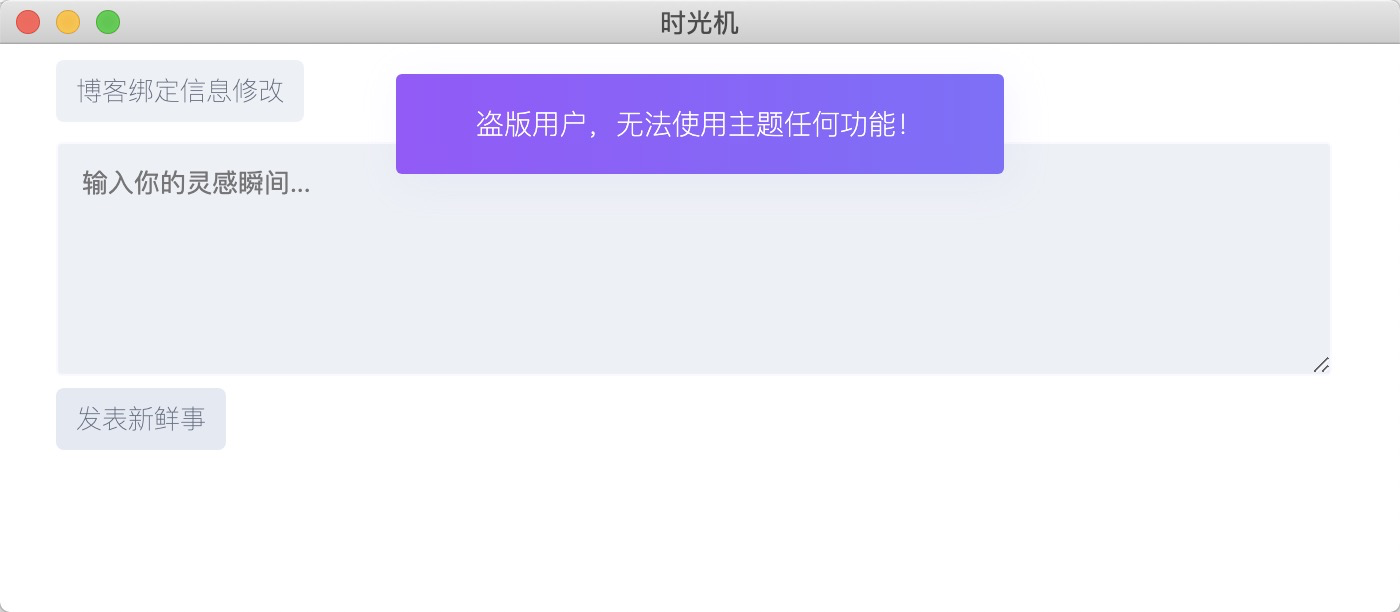 时光机
博客绑定信息修改
盗版用户，无法使用主题任何功能！
输入你的灵感瞬间...
发表新鲜事